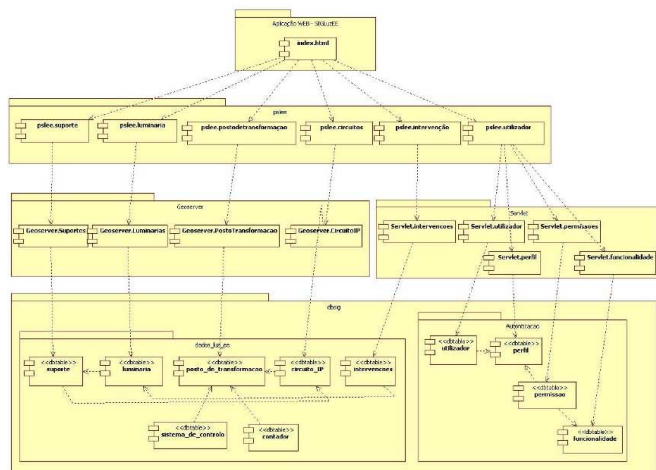 Aplicação WEB - SIGLuzEE
index.html
pslee
pslee.suporte
pslee.luminaria
pslee.postodetransformaçao
pslee.circuitos
pslee.intervenção
pslee.utilizador
Geoserver
Servlet
Geoserver.Suportes
Geoserver.Luminarias
Geoserver.PostoTransformacao
Geoserver.CircuitoIP
Servlet.intervencoes
Servlet.utilizador
Servlet.permissoes
Servlet.perfil
Servlet.funcionalidade
dbsig
Autenticacao
<<dbtable>>
suporte
<<dbtable>>
luminaria
<<dbtable>>
posto_de_transformacao
<<dbtable>>
circuito_IP
<<dbtable>>
intervencoes
<<dbtable>>
utilizador
<<dbtable>>
perfil
<<dbtable>>
permissao
<<dbtable>>
sistema_de_controlo
<<dbtable>>
contador
<<dbtable>>
funcionalidade